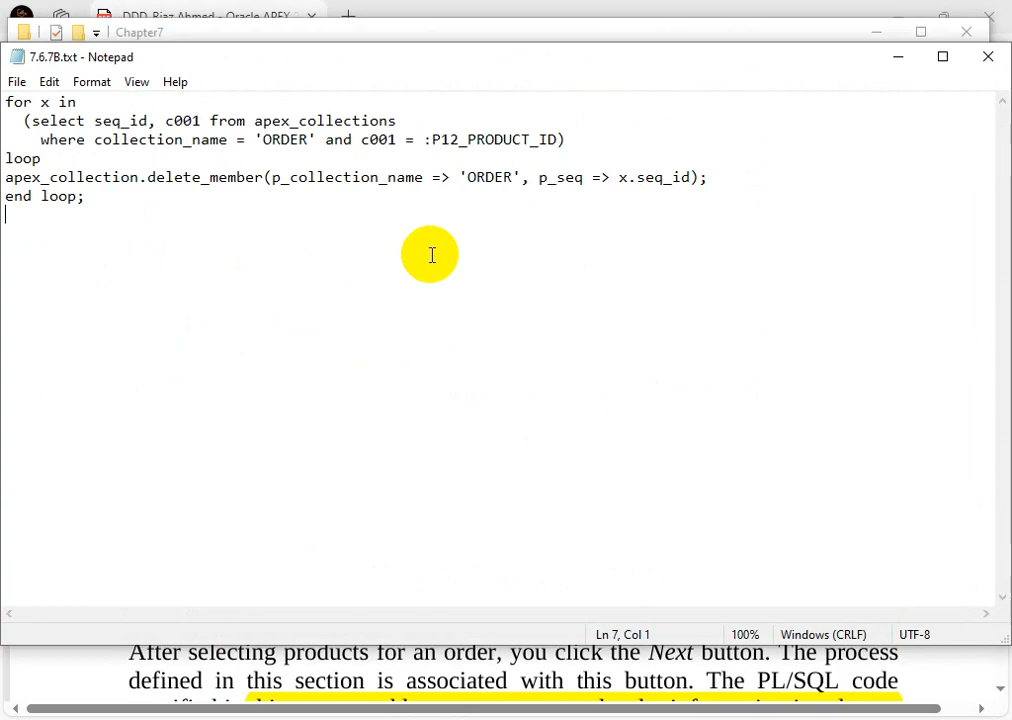 DDD_Riaz Ahmed - Oracle APEX
Chapter7
7.6.7B.txt - Notepad
File Edit Format View Help
for x in
(select seq_id, c001 from apex_collections
where collection_name = 'ORDER' and c001 = :P12_PRODUCT_ID)
loop
apex_collection.delete_member(p_collection_name => 'ORDER', p_seq => x.seq_id);
end loop;
Ln 7, Col 1 100% Windows (CRLF) UTF-8
After selecting products for an order, you click the Next button. The process
defined in this section is associated with this button. The PL/SQL code